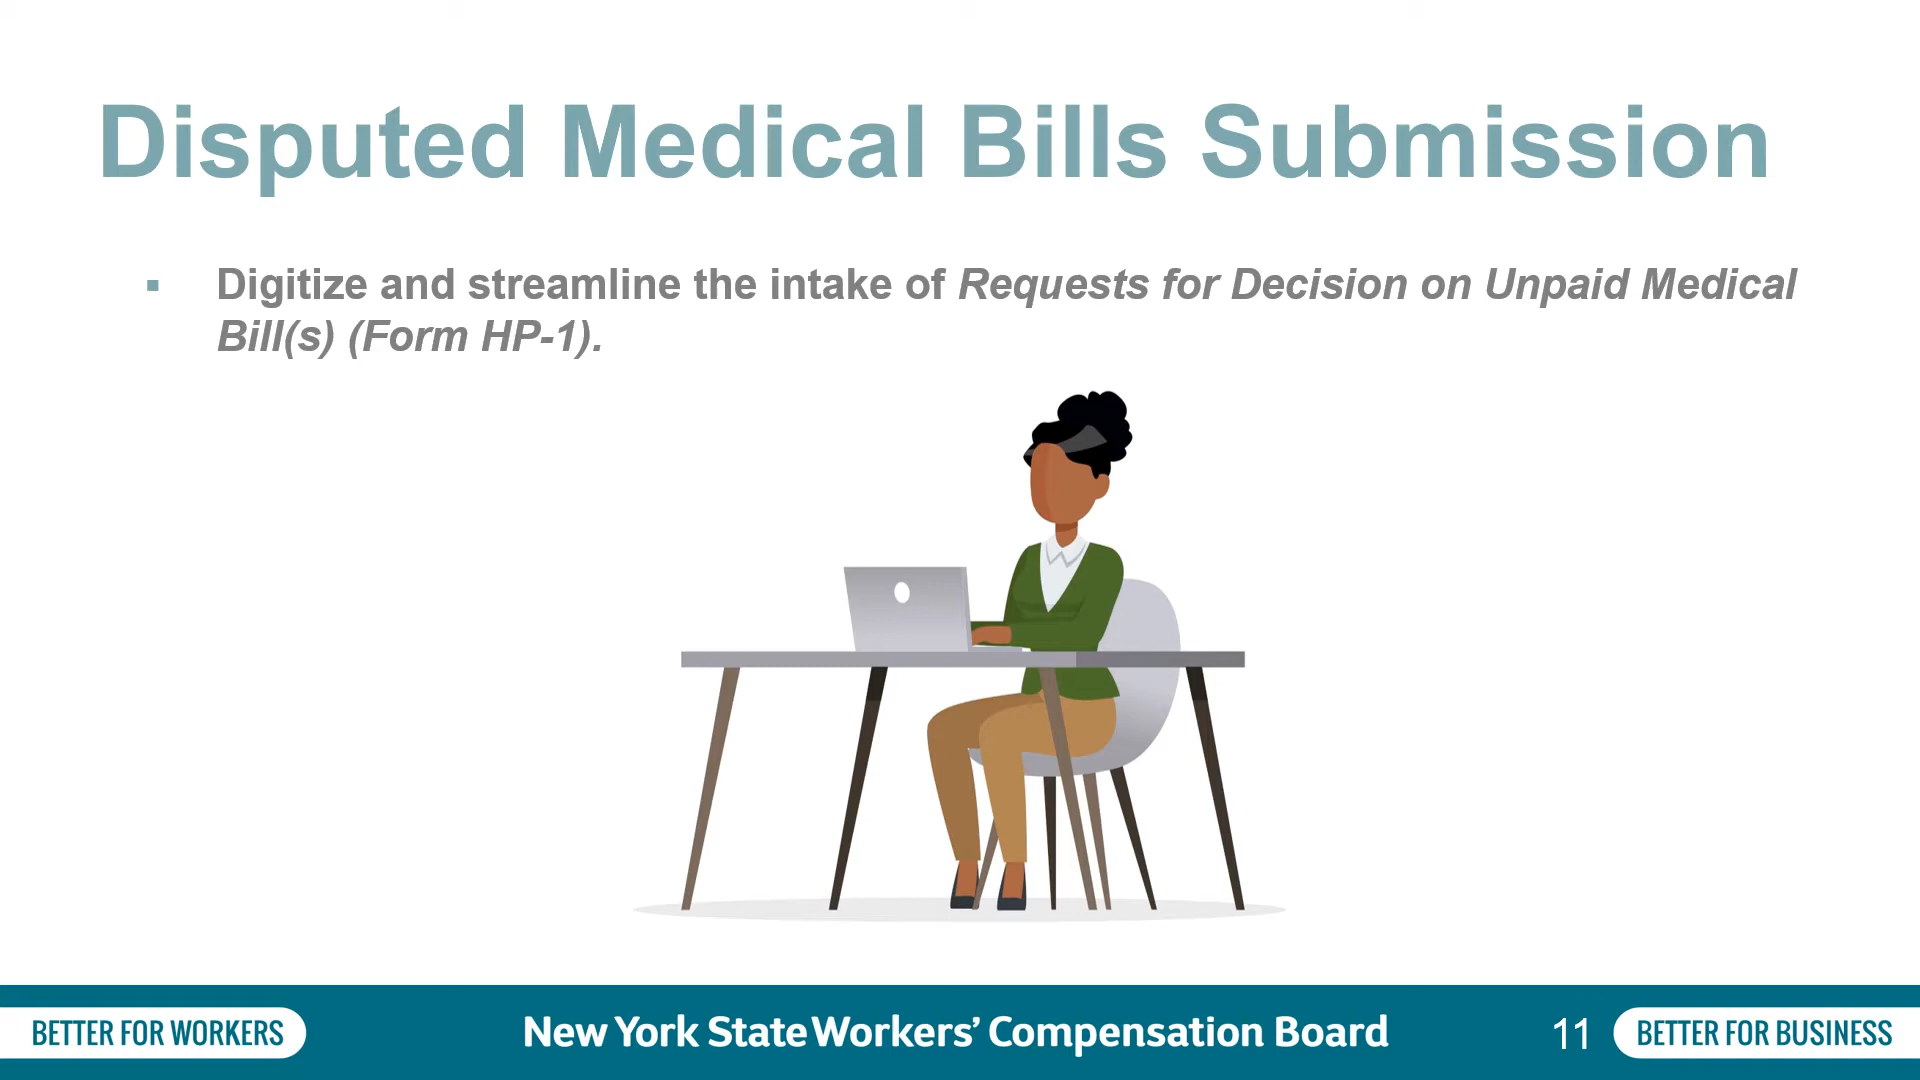 Disputed Medical Bills Submission
▪ Digitize and streamline the intake of Requests for Decision on Unpaid Medical
Bill(s) (Form HP-1).
BETTER FOR WORKERS
New York State Workers’ Compensation Board
11
BETTER FOR BUSINESS